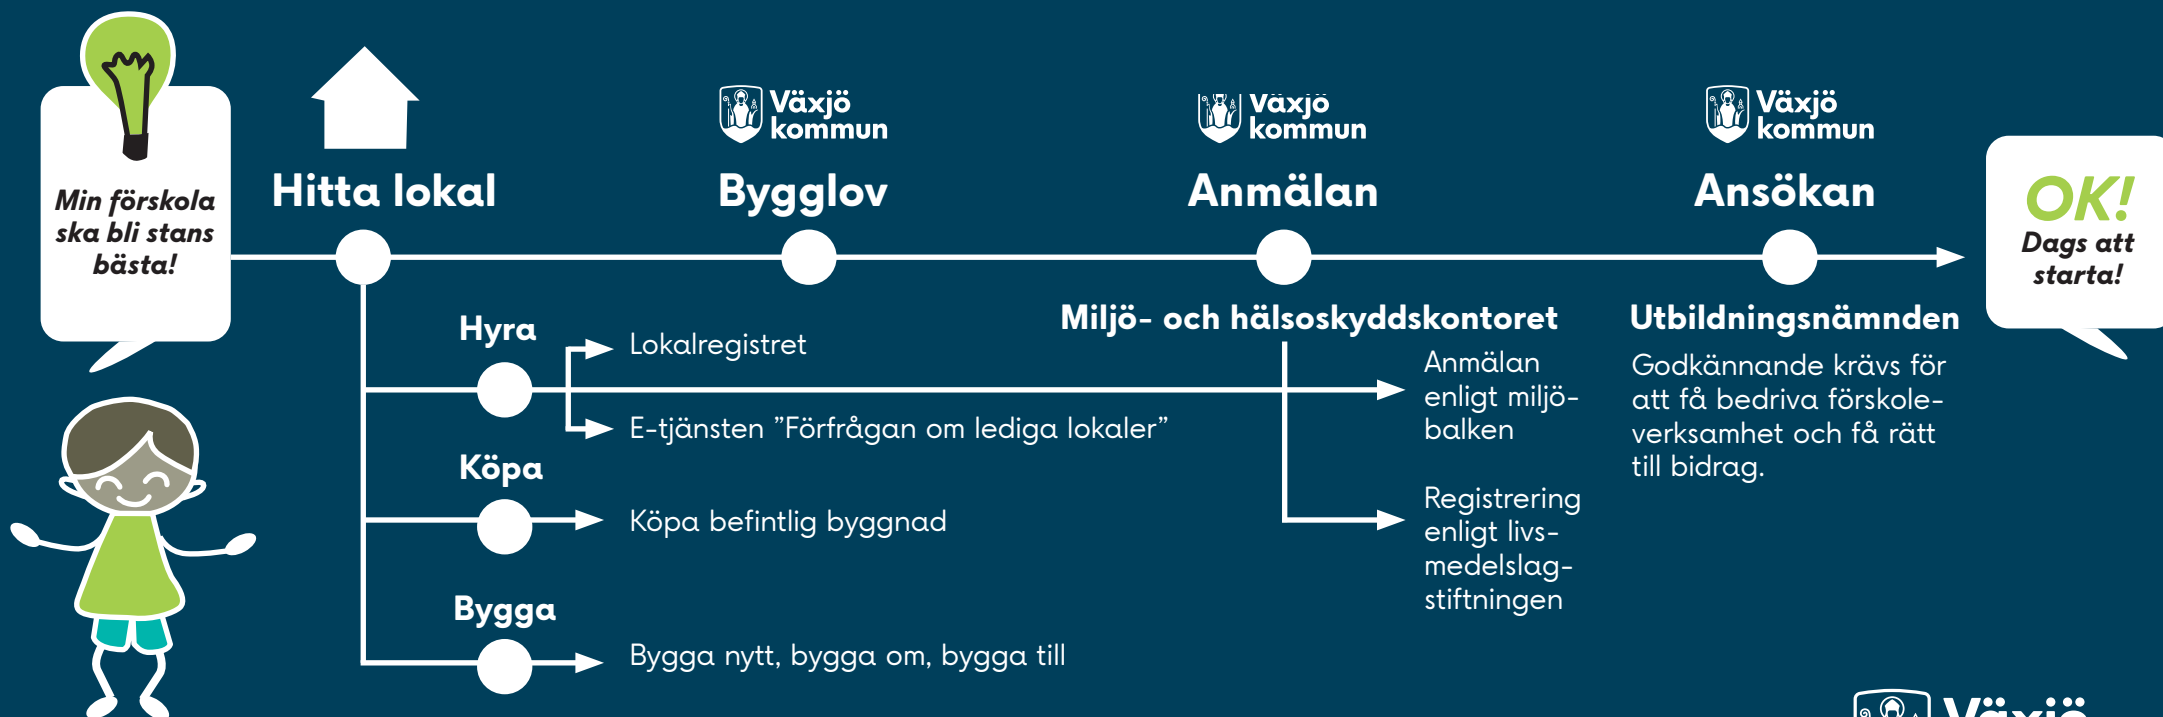 Min förskola
ska bli stans
bästa!
Hitta lokal
Växjö
kommun
Bygglov
Växjö
kommun
Anmälan
Växjö
kommun
Ansökan
OK!
Dags att
starta!
Hyra
Lokalregistret
E-tjänsten ”Förfrågan om lediga lokaler”
Köpa
Köpa befintlig byggnad
Bygga
Bygga nytt, bygga om, bygga till
Miljö- och hälsoskyddskontoret
Anmälan
enligt miljö-
balken
Registrering
enligt livs-
medelslag-
stiftningen
Utbildningsnämnden
Godkännande krävs för
att få bedriva förskole-
verksamhet och få rätt
till bidrag.
Växjö